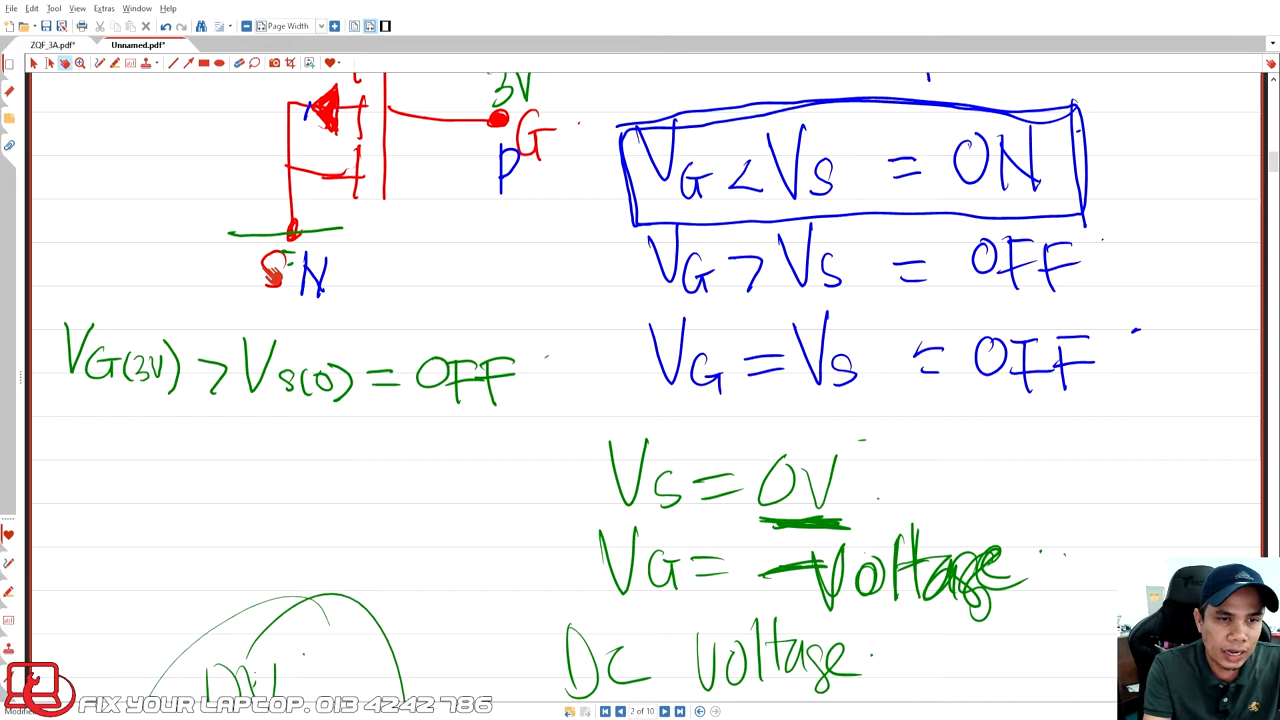 File Edit Tool View Extras Window Help
Page Width
ZQF_3A.pdf* Unnamed.pdf*
3V
G
P
S N
VG < VS = ON
VG > VS = OFF
VG = VS = OFF
VG(3V) > VS(0) = OFF
VS = 0V
VG = -Voltage
DC Voltage
FIX YOUR LAPTOP. 013 4242 786
2 of 10